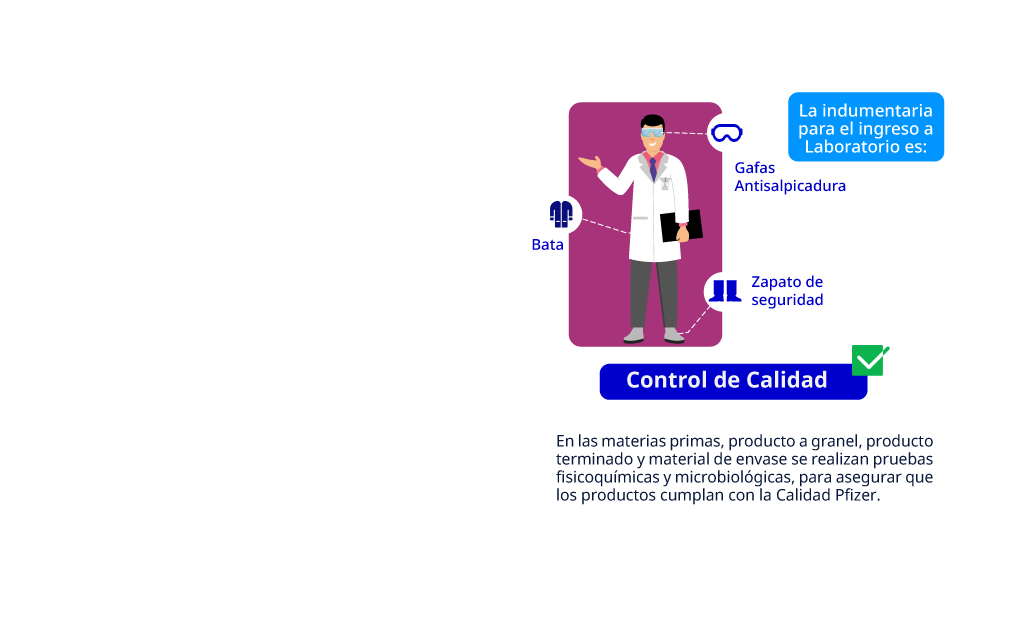 La indumentaria
para el ingreso a
Laboratorio es:
Gafas
Antisalpicadura
Bata
Zapato de
seguridad
Control de Calidad
En las materias primas, producto a granel, producto
terminado y material de envase se realizan pruebas
fisicoquímicas y microbiológicas, para asegurar que
los productos cumplan con la Calidad Pfizer.